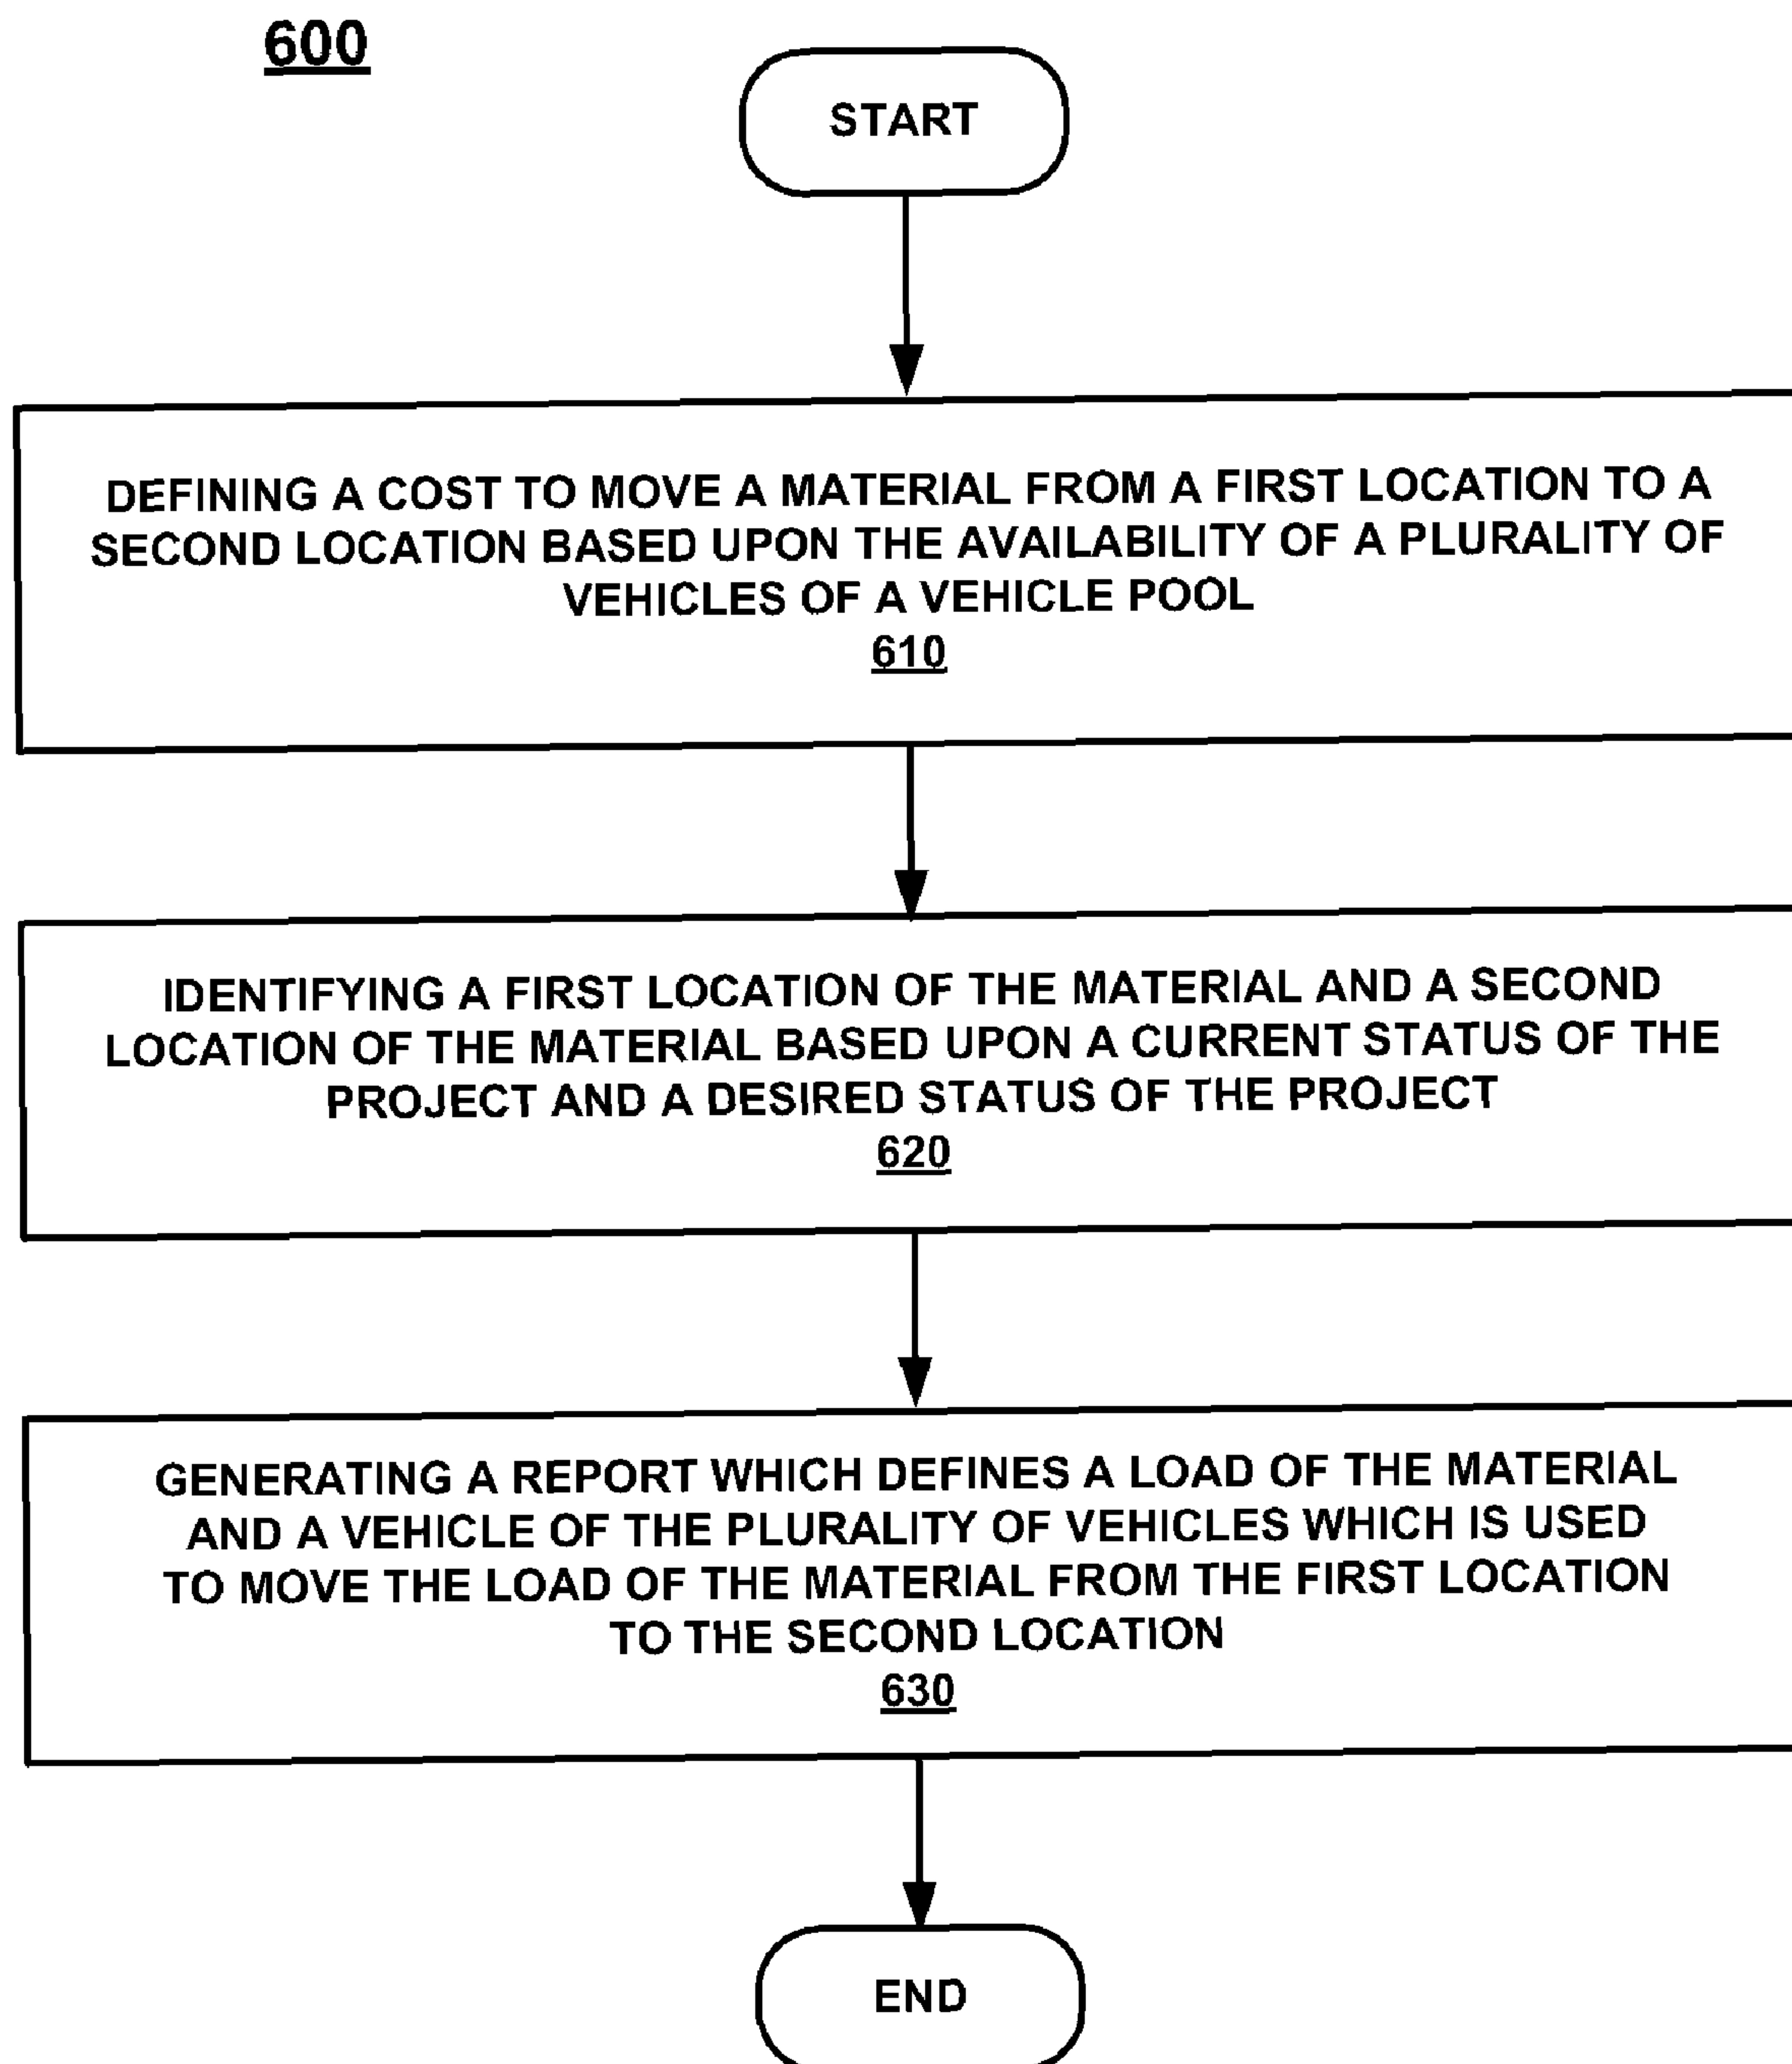 600
START
DEFINING A COST TO MOVE A MATERIAL FROM A FIRST LOCATION TO A
SECOND LOCATION BASED UPON THE AVAILABILITY OF A PLURALITY OF
VEHICLES OF A VEHICLE POOL
610
IDENTIFYING A FIRST LOCATION OF THE MATERIAL AND A SECOND
LOCATION OF THE MATERIAL BASED UPON A CURRENT STATUS OF THE
PROJECT AND A DESIRED STATUS OF THE PROJECT
620
GENERATING A REPORT WHICH DEFINES A LOAD OF THE MATERIAL
AND A VEHICLE OF THE PLURALITY OF VEHICLES WHICH IS USED
TO MOVE THE LOAD OF THE MATERIAL FROM THE FIRST LOCATION
TO THE SECOND LOCATION
630
END